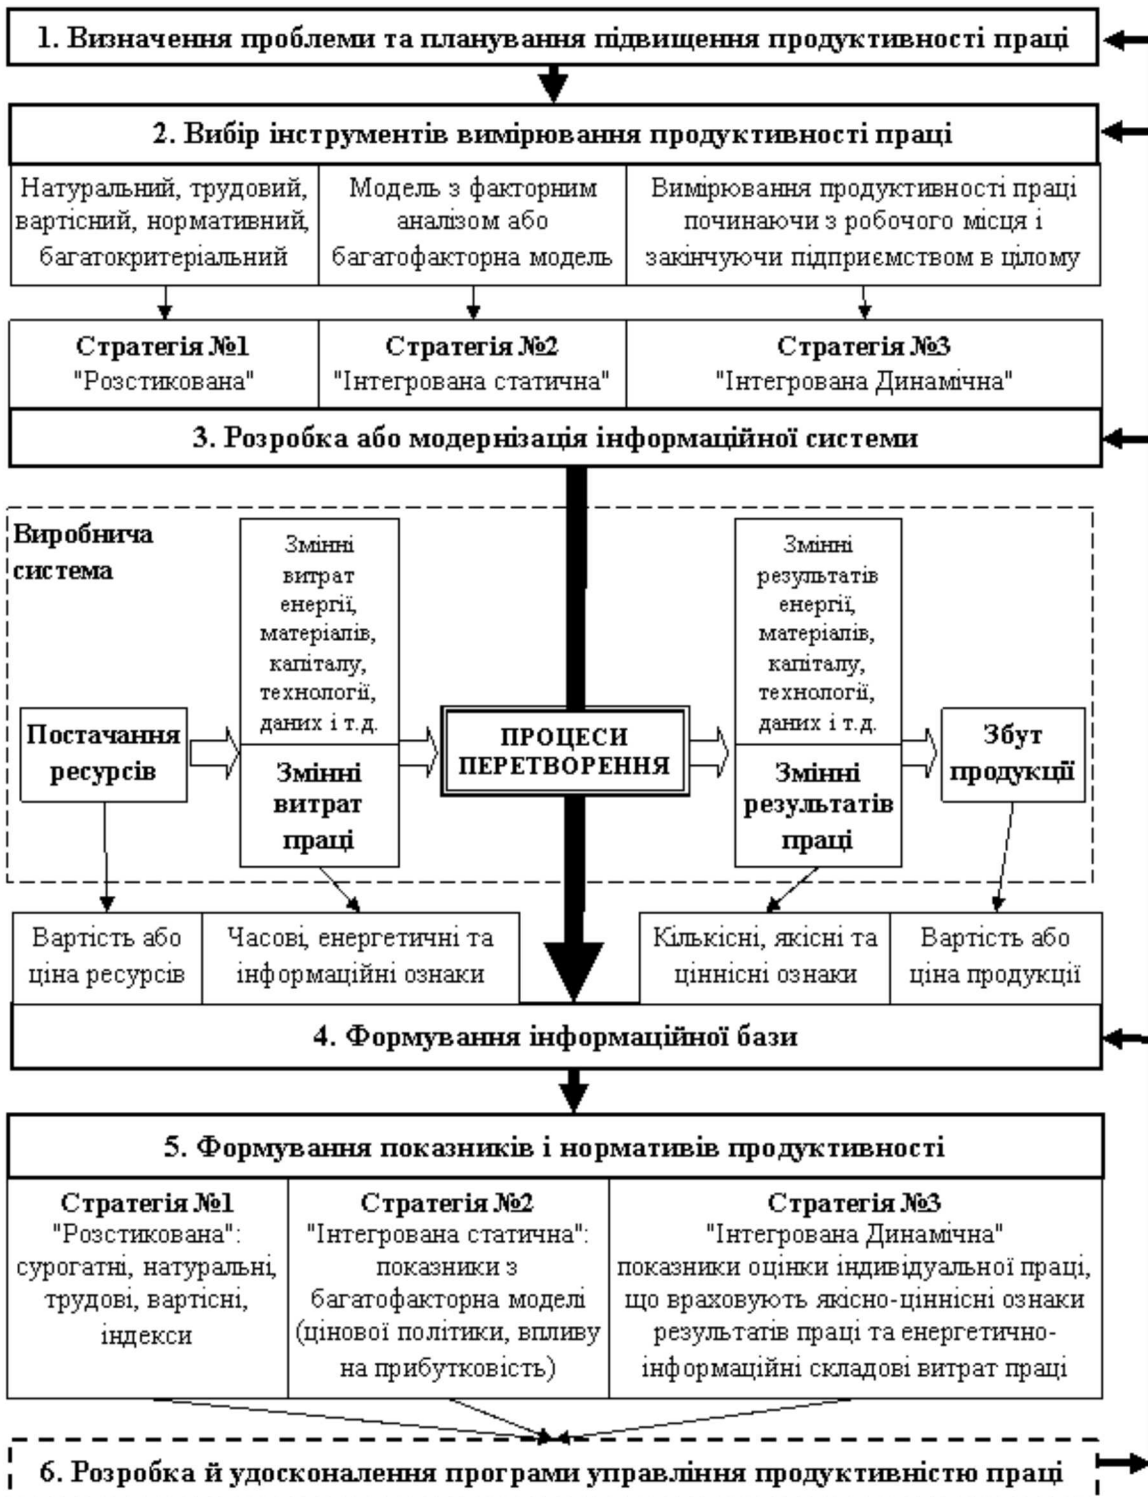 1. Визначення проблеми та планування підвищення продуктивності праці
2. Вибір інструментів вимірювання продуктивності праці
Натуральний, трудовий,
вартісний, нормативний,
багатокритеріальний
Модель з факторним
аналізом або
багатофакторна модель
Вимірювання продуктивності праці
починаючи з робочого місця і
закінчуючи підприємством в цілому
Стратегія №1
"Розстикована"
Стратегія №2
"Інтегрована статична"
Стратегія №3
"Інтегрована Динамічна"
3. Розробка або модернізація інформаційної системи
Виробнича
система
Постачання
ресурсів
Змінні
витрат
енергії,
матеріалів,
капіталу,
технології,
даних і т.д.
Змінні
витрат
праці
ПРОЦЕСИ
ПЕРЕТВОРЕННЯ
Змінні
результатів
енергії,
матеріалів,
капіталу,
технології,
даних і т.д.
Змінні
результатів
праці
Збут
продукції
Вартість або
ціна ресурсів
Часові, енергетичні та
інформаційні ознаки
Кількісні, якісні та
ціннісні ознаки
Вартість або
ціна продукції
4. Формування інформаційної бази
5. Формування показників і нормативів продуктивності
Стратегія №1
"Розстикована":
сурогатні, натуральні,
трудові, вартісні,
індекси
Стратегія №2
"Інтегрована статична":
показники з
багатофакторна моделі
(цінової політики, впливу
на прибутковість)
Стратегія №3
"Інтегрована Динамічна"
показники оцінки індивідуальної праці,
що враховують якісно-ціннісні ознаки
результатів праці та енергетично-
інформаційні складові витрат праці
6. Розробка й удосконалення програми управління продуктивністю праці